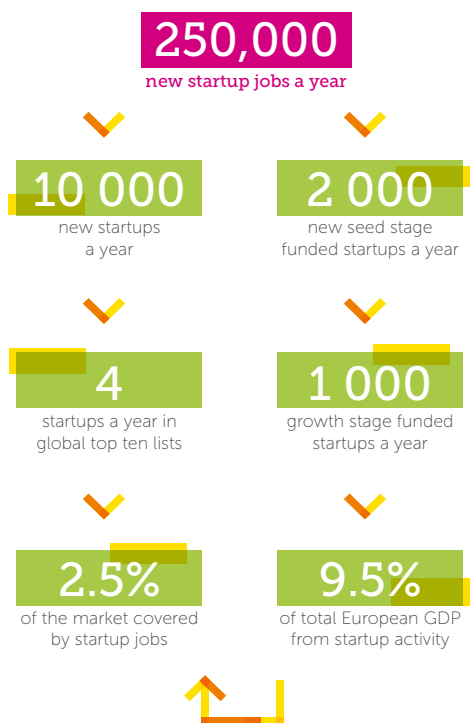 250,000
new startup jobs a year
10 000
new startups
a year
2 000
new seed stage
funded startups a year
4
startups a year in
global top ten lists
1 000
growth stage funded
startups a year
2.5%
of the market covered
by startup jobs
9.5%
of total European GDP
from startup activity